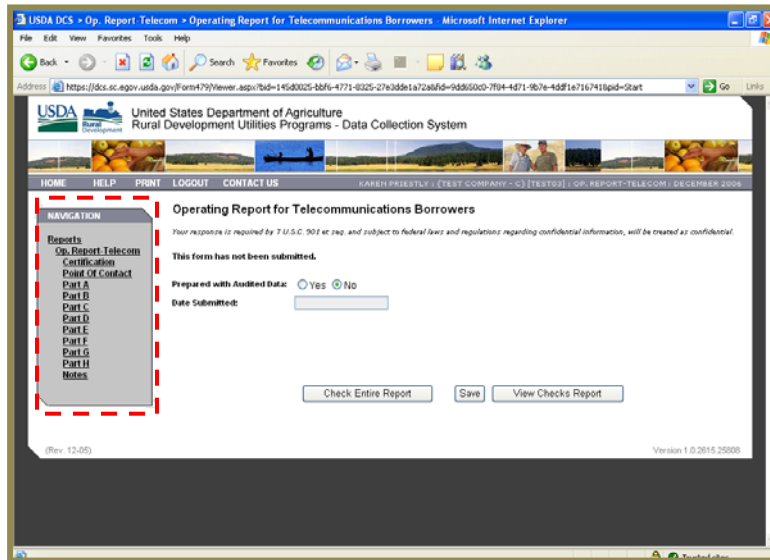 USDA DCS > Op. Report-Telecom > Operating Report for Telecommunications Borrowers - Microsoft Internet Explorer
File Edit View Favorites Tools Help
Back Search Favorites
Address Go Links
USDA
Rural Development
United States Department of Agriculture
Rural Development Utilities Programs - Data Collection System
HOME HELP PRINT LOGOUT CONTACT US KAREN PRIESTLY : (TEST COMPANY - C) [TEST03] : OP. REPORT-TELECOM : DECEMBER 2006
NAVIGATION
Reports
Op. Report-Telecom
Certification
Point Of Contact
Part A
Part B
Part C
Part D
Part E
Part F
Part G
Part H
Notes
Operating Report for Telecommunications Borrowers
Your response is required by 7 U.S.C. 901 et seq. and subject to federal laws and regulations regarding confidential information, will be treated as confidential.
This form has not been submitted.
Prepared with Audited Data: Yes No
Date Submitted:
Check Entire Report Save View Checks Report
(Rev. 12-05) Version 1.0.2615.25808
Trusted sites